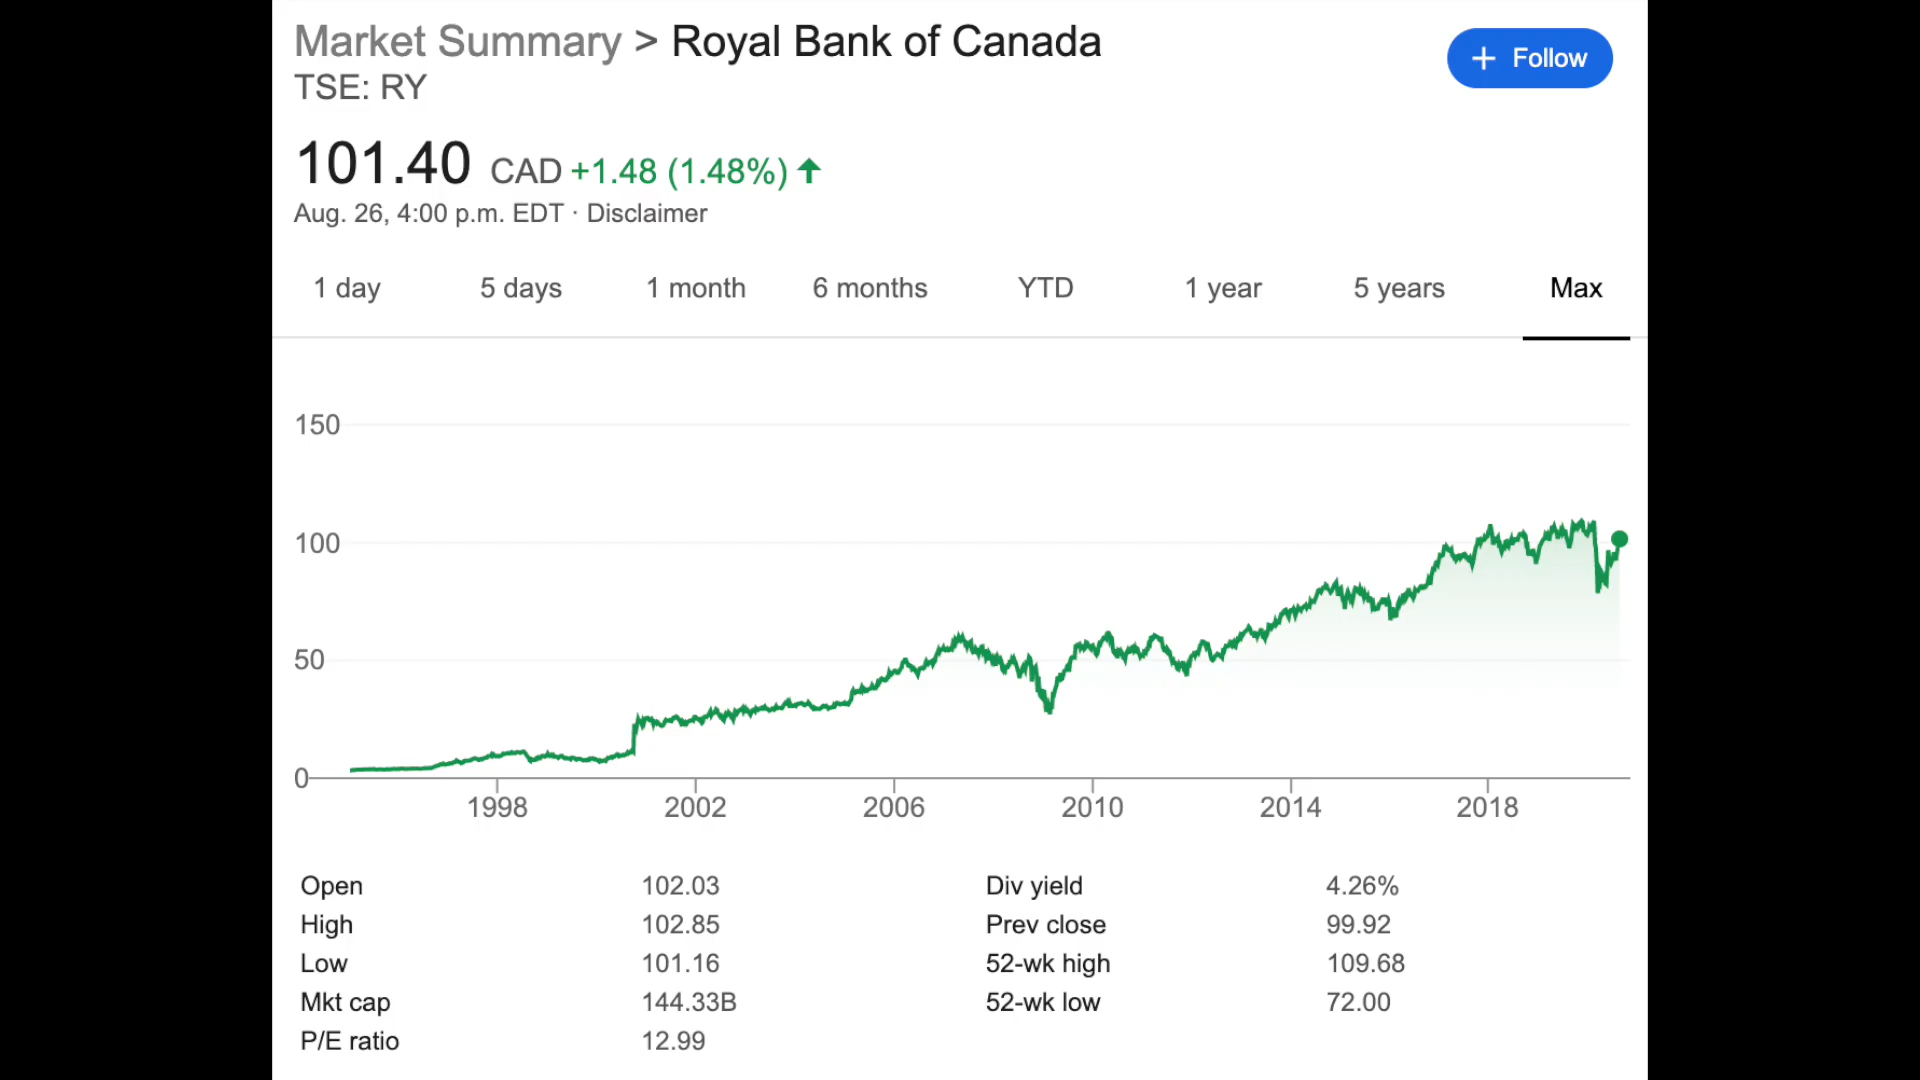 Market Summary > Royal Bank of Canada
TSE: RY
+ Follow
101.40 CAD +1.48 (1.48%)
Aug. 26, 4:00 p.m. EDT · Disclaimer
1 day 5 days 1 month 6 months YTD 1 year 5 years Max
150
100
50
0
1998 2002 2006 2010 2014 2018
Open 102.03 Div yield 4.26%
High 102.85 Prev close 99.92
Low 101.16 52-wk high 109.68
Mkt cap 144.33B 52-wk low 72.00
P/E ratio 12.99